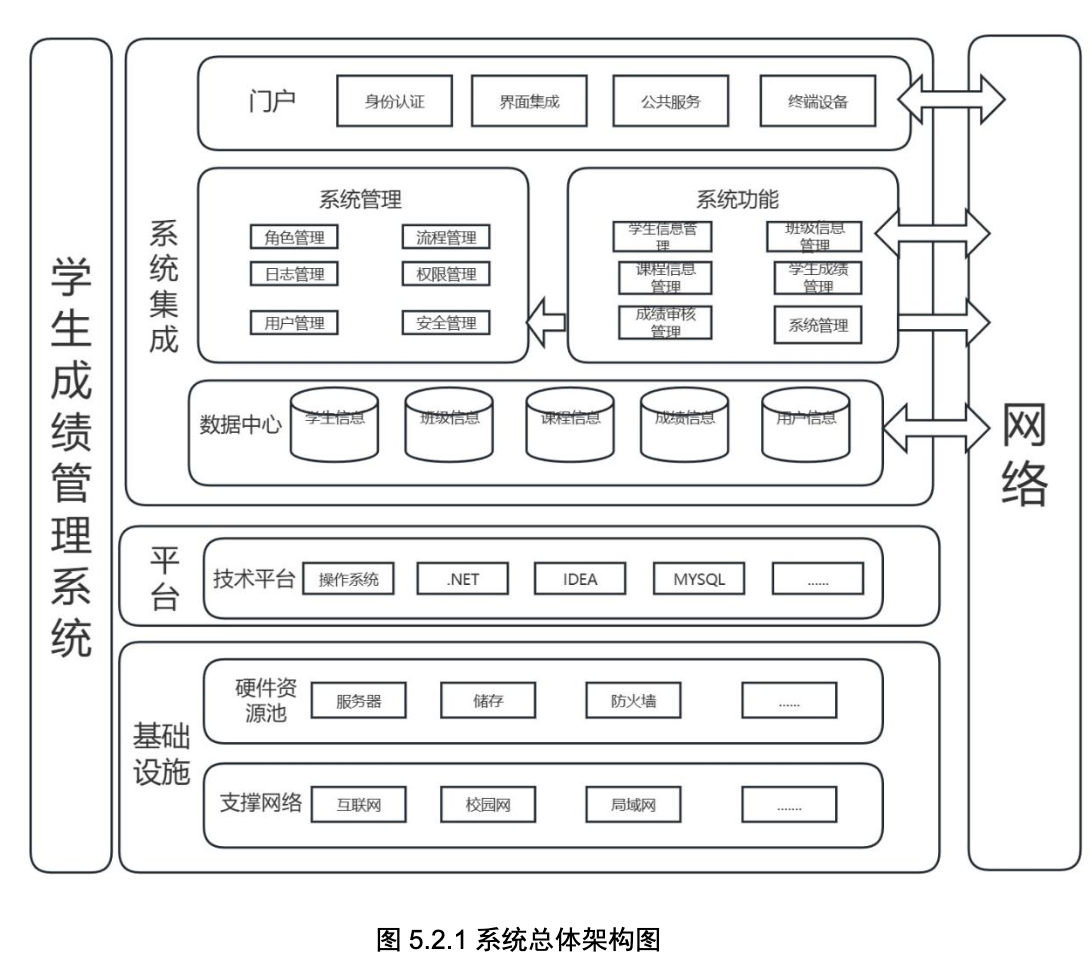 学生成绩管理系统
系统集成
门户
身份认证
界面集成
公共服务
终端设备
系统管理
角色管理
流程管理
日志管理
权限管理
用户管理
安全管理
系统功能
学生信息管
理
班级信息
管理
课程信息
管理
学生成绩
管理
成绩审核
管理
系统管理
数据中心
学生信息
班级信息
课程信息
成绩信息
用户信息
平台
技术平台
操作系统
.NET
IDEA
MYSQL
......
基础
设施
硬件资
源池
服务器
储存
防火墙
......
支撑网络
互联网
校园网
局域网
.......
网络
图 5.2.1 系统总体架构图